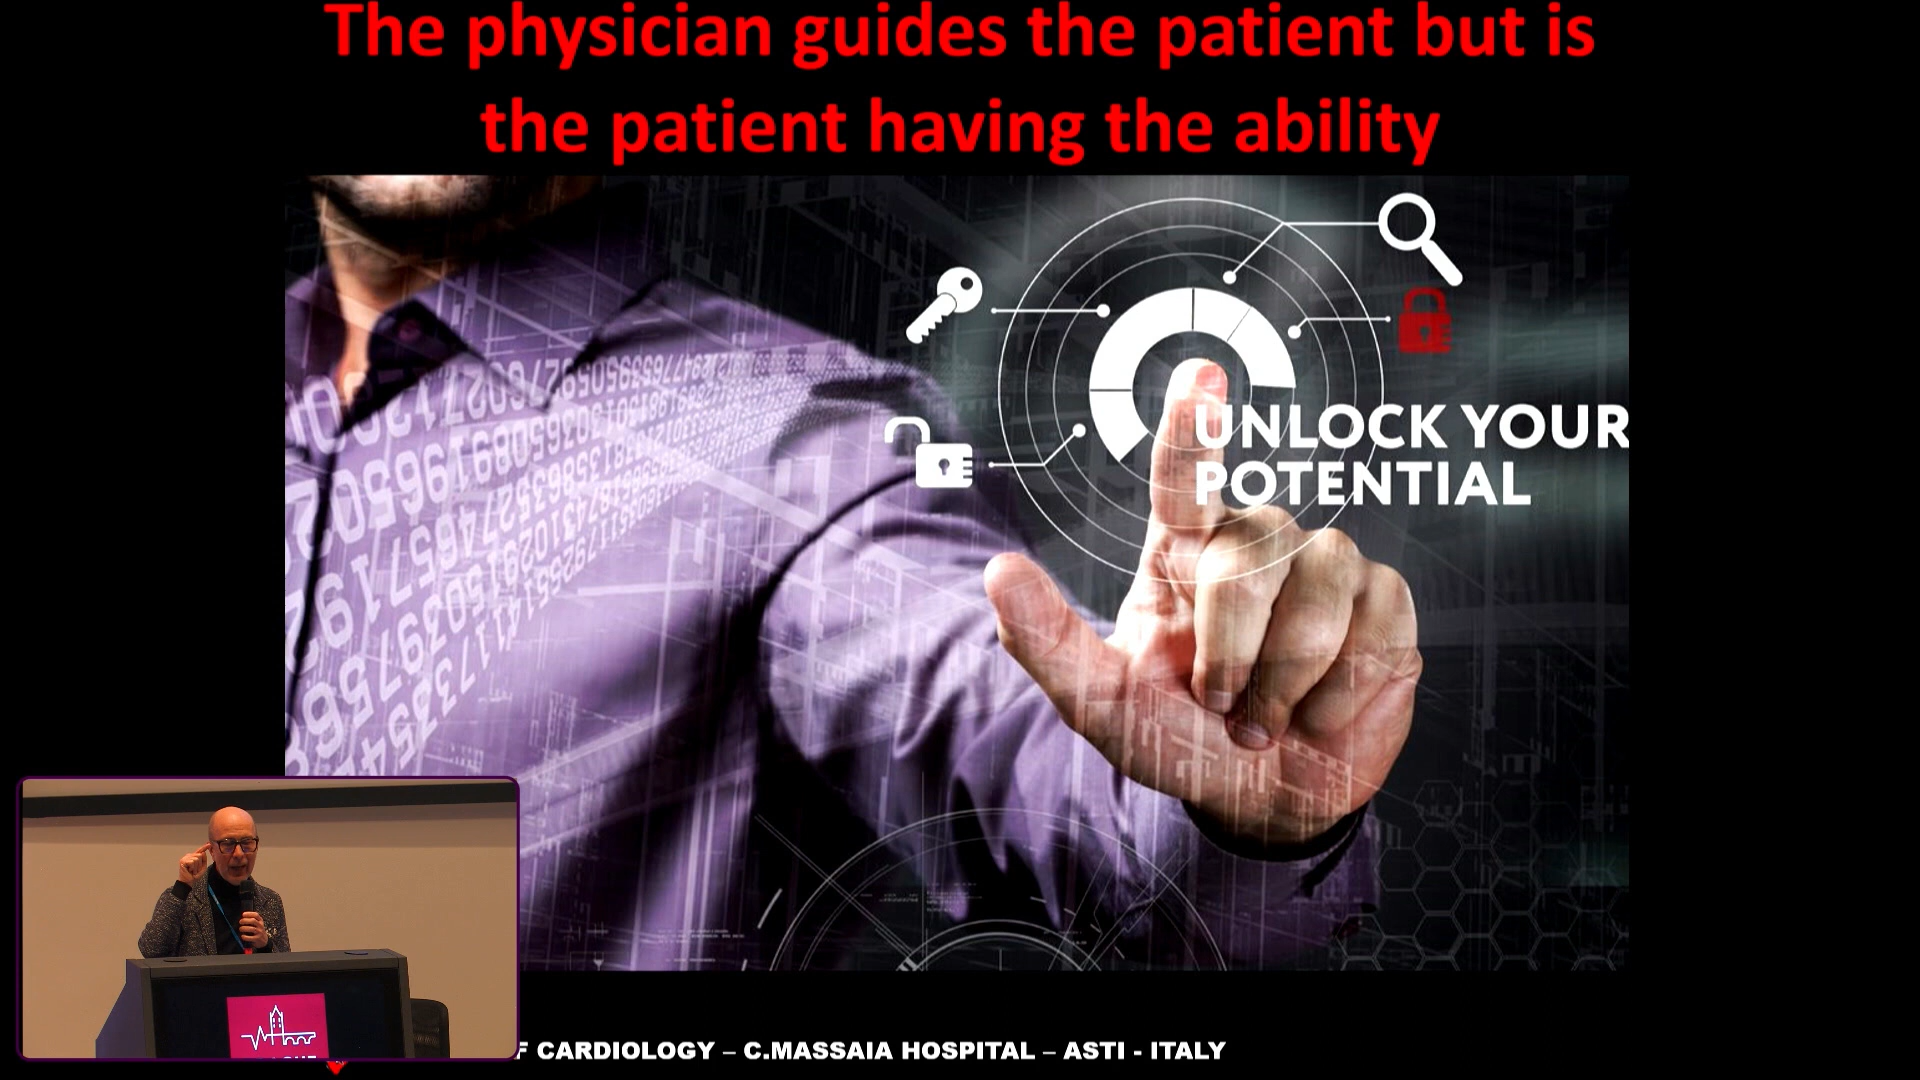 The physician guides the patient but is
the patient having the ability
UNLOCK YOUR
POTENTIAL
F CARDIOLOGY – C.MASSAIA HOSPITAL – ASTI - ITALY